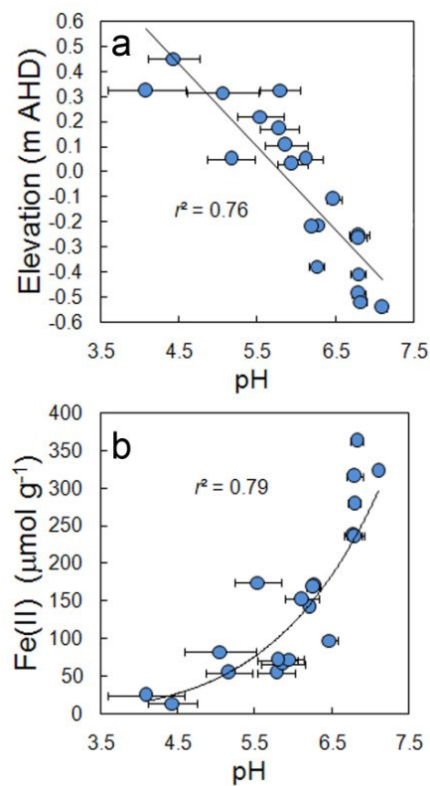 a
Elevation (m AHD)
0.6
0.5
0.4
0.3
0.2
0.1
0.0
-0.1
-0.2
-0.3
-0.4
-0.5
-0.6
r² = 0.76
3.5 4.5 5.5 6.5 7.5
pH
b
Fe(II) (μmol g⁻¹)
400
350
300
250
200
150
100
50
0
r² = 0.79
3.5 4.5 5.5 6.5 7.5
pH